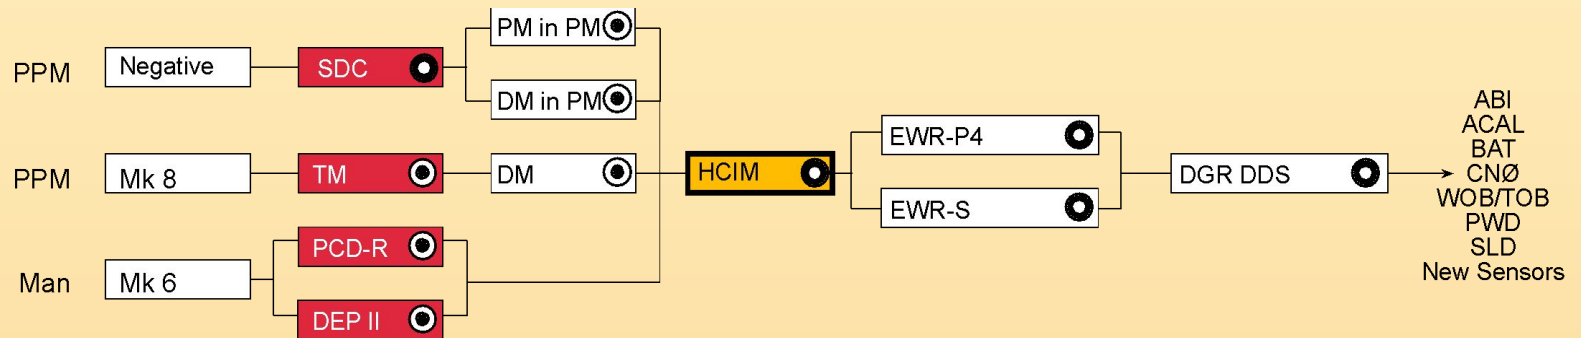 PPM
Negative
SDC
PM in PM
DM in PM
PPM
Mk 8
TM
DM
Man
Mk 6
PCD-R
DEP II
HCIM
EWR-P4
EWR-S
DGR DDS
ABI
ACAL
BAT
CNØ
WOB/TOB
PWD
SLD
New Sensors